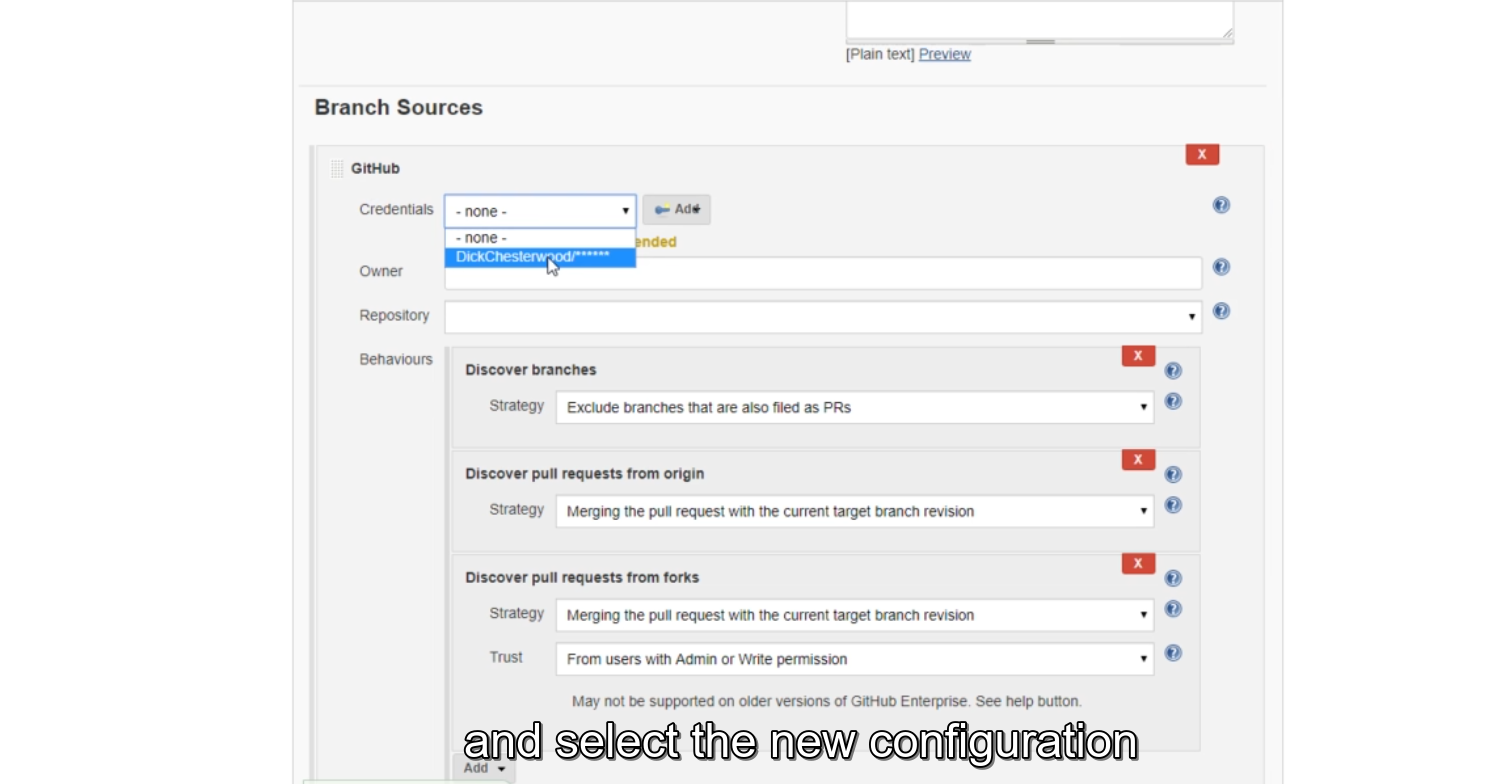 [Plain text] Preview
Branch Sources
X
GitHub
Credentials - none - Add
- none -
ended
DickChesterwood/******
Owner
Repository
Behaviours
X
Discover branches
Strategy Exclude branches that are also filed as PRs
X
Discover pull requests from origin
Strategy Merging the pull request with the current target branch revision
X
Discover pull requests from forks
Strategy Merging the pull request with the current target branch revision
Trust From users with Admin or Write permission
May not be supported on older versions of GitHub Enterprise. See help button.
and select the new configuration
Add